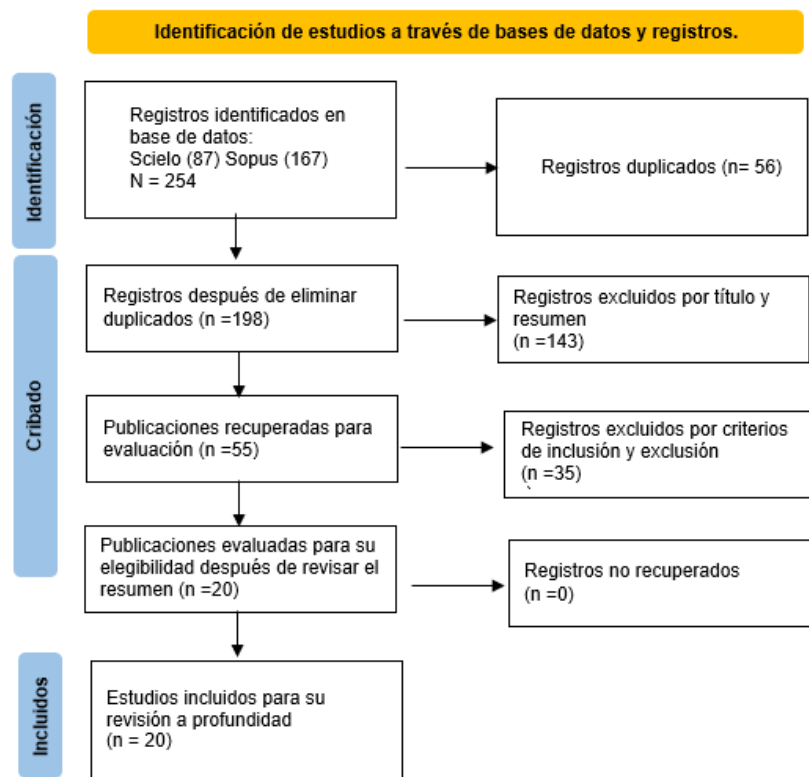 Identificación de estudios a través de bases de datos y registros.
Identificación
Registros identificados en
base de datos:
Scielo (87) Sopus (167)
N = 254
Registros duplicados (n= 56)
Cribado
Registros después de eliminar
duplicados (n =198)
Registros excluidos por título y
resumen
(n =143)
Publicaciones recuperadas para
evaluación (n =55)
Registros excluidos por criterios
de inclusión y exclusión
(n =35)
Publicaciones evaluadas para su
elegibilidad después de revisar el
resumen (n =20)
Registros no recuperados
(n =0)
Incluidos
Estudios incluidos para su
revisión a profundidad
(n = 20)